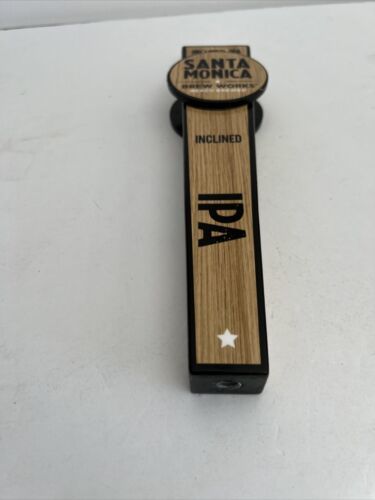 SANTA
MONICA
BREW WORKS
INCLINED
IPA